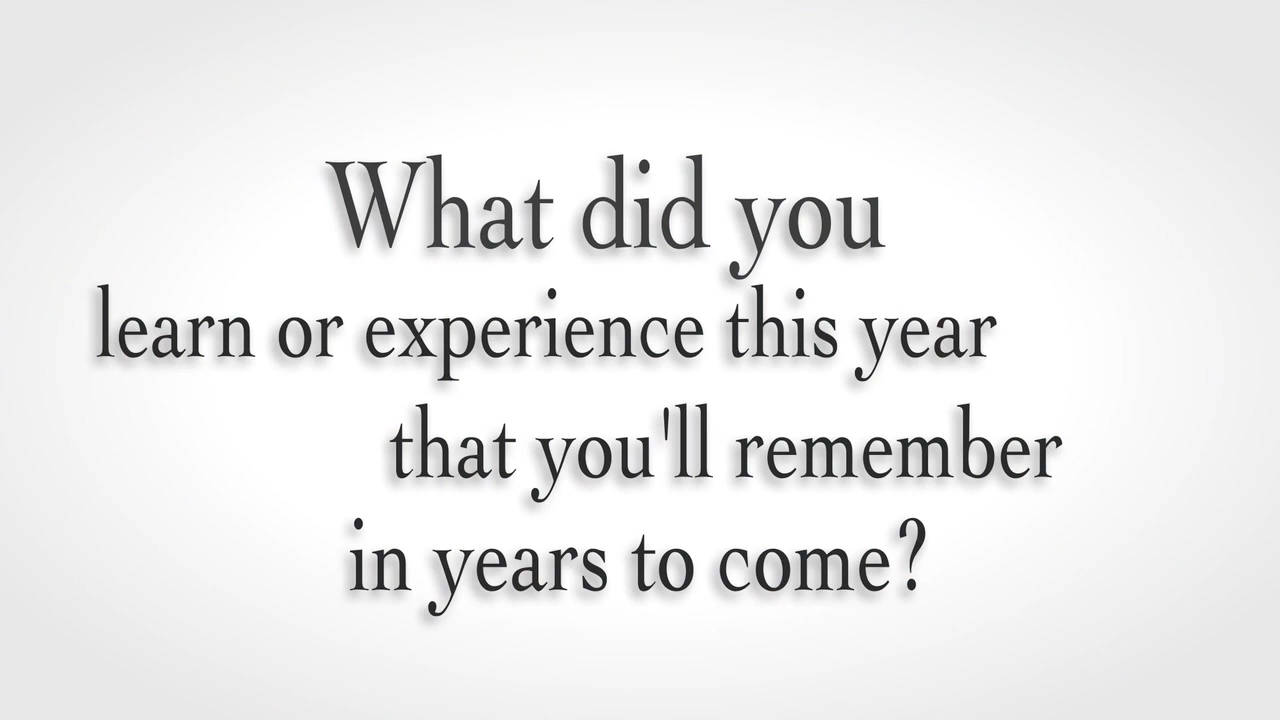 What did you
learn or experience this year
that you'll remember
in years to come?